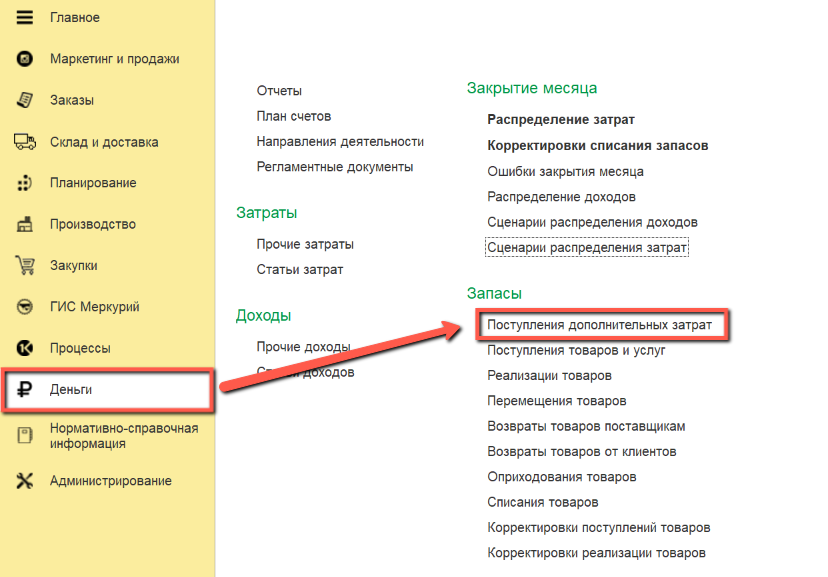 Главное
Маркетинг и продажи
Заказы
Склад и доставка
Планирование
Производство
Закупки
ГИС Меркурий
Процессы
Деньги
Нормативно-справочная
информация
Администрирование
Отчеты
План счетов
Направления деятельности
Регламентные документы
Затраты
Прочие затраты
Статьи затрат
Доходы
Прочие доходы
Статьи доходов
Закрытие месяца
Распределение затрат
Корректировки списания запасов
Ошибки закрытия месяца
Распределение доходов
Сценарии распределения доходов
Сценарии распределения затрат
Запасы
Поступления дополнительных затрат
Поступления товаров и услуг
Реализации товаров
Перемещения товаров
Возвраты товаров поставщикам
Возвраты товаров от клиентов
Оприходования товаров
Списания товаров
Корректировки поступлений товаров
Корректировки реализации товаров